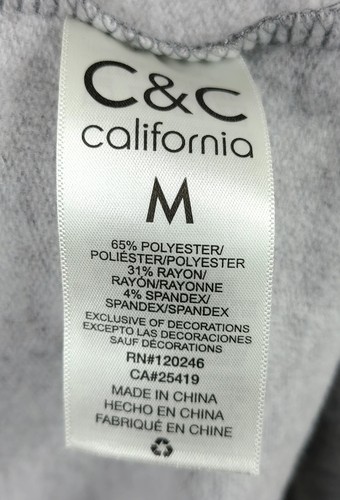 C&C
california
M
65% POLYESTER/
POLIÉSTER/POLYESTER
31% RAYON/
RAYÓN/RAYONNE
4% SPANDEX/
SPANDEX/SPANDEX
EXCLUSIVE OF DECORATIONS
EXCEPTO LAS DECORACIONES
SAUF DÉCORATIONS
RN#120246
CA#25419
MADE IN CHINA
HECHO EN CHINA
FABRIQUÉ EN CHINE